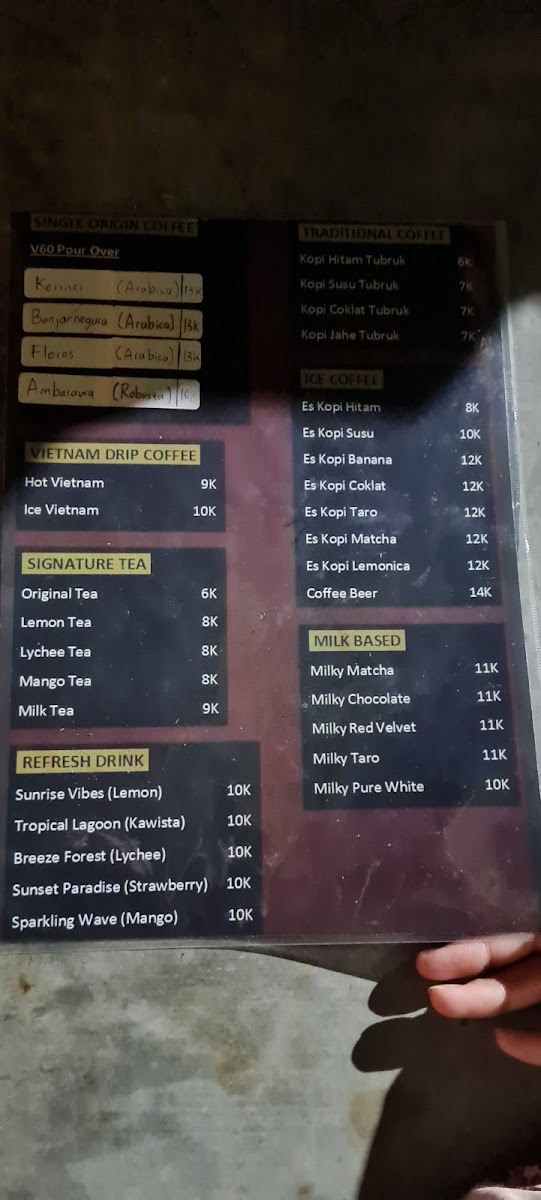 SINGLE ORIGIN COFFEE
V60 Pour Over
Kerinci (Arabica) 13K
Banjarnegara (Arabica) 13K
Flores (Arabica) 13K
Ambarawa (Robusta)
VIETNAM DRIP COFFEE
Hot Vietnam 9K
Ice Vietnam 10K
SIGNATURE TEA
Original Tea 6K
Lemon Tea 8K
Lychee Tea 8K
Mango Tea 8K
Milk Tea 9K
REFRESH DRINK
Sunrise Vibes (Lemon) 10K
Tropical Lagoon (Kawista) 10K
Breeze Forest (Lychee) 10K
Sunset Paradise (Strawberry) 10K
Sparkling Wave (Mango) 10K
TRADITIONAL COFFEE
Kopi Hitam Tubruk 6K
Kopi Susu Tubruk 7K
Kopi Coklat Tubruk 7K
Kopi Jahe Tubruk 7K
ICE COFFEE
Es Kopi Hitam 8K
Es Kopi Susu 10K
Es Kopi Banana 12K
Es Kopi Coklat 12K
Es Kopi Taro 12K
Es Kopi Matcha 12K
Es Kopi Lemonica 12K
Coffee Beer 14K
MILK BASED
Milky Matcha 11K
Milky Chocolate 11K
Milky Red Velvet 11K
Milky Taro 11K
Milky Pure White 10K